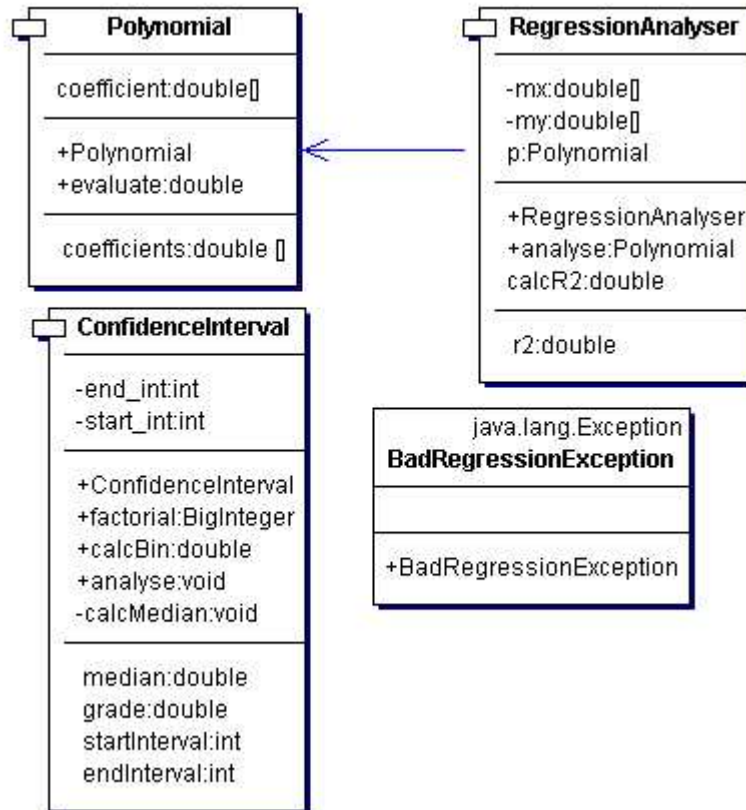 Polynomial
coefficient:double[]
+Polynomial
+evaluate:double
coefficients:double []
RegressionAnalyser
-mx:double[]
-my:double[]
p:Polynomial
+RegressionAnalyser
+analyse:Polynomial
calcR2:double
r2:double
ConfidenceInterval
-end_int:int
-start_int:int
+ConfidenceInterval
+factorial:BigInteger
+calcBin:double
+analyse:void
-calcMedian:void
median:double
grade:double
startInterval:int
endInterval:int
java.lang.Exception
BadRegressionException
+BadRegressionException